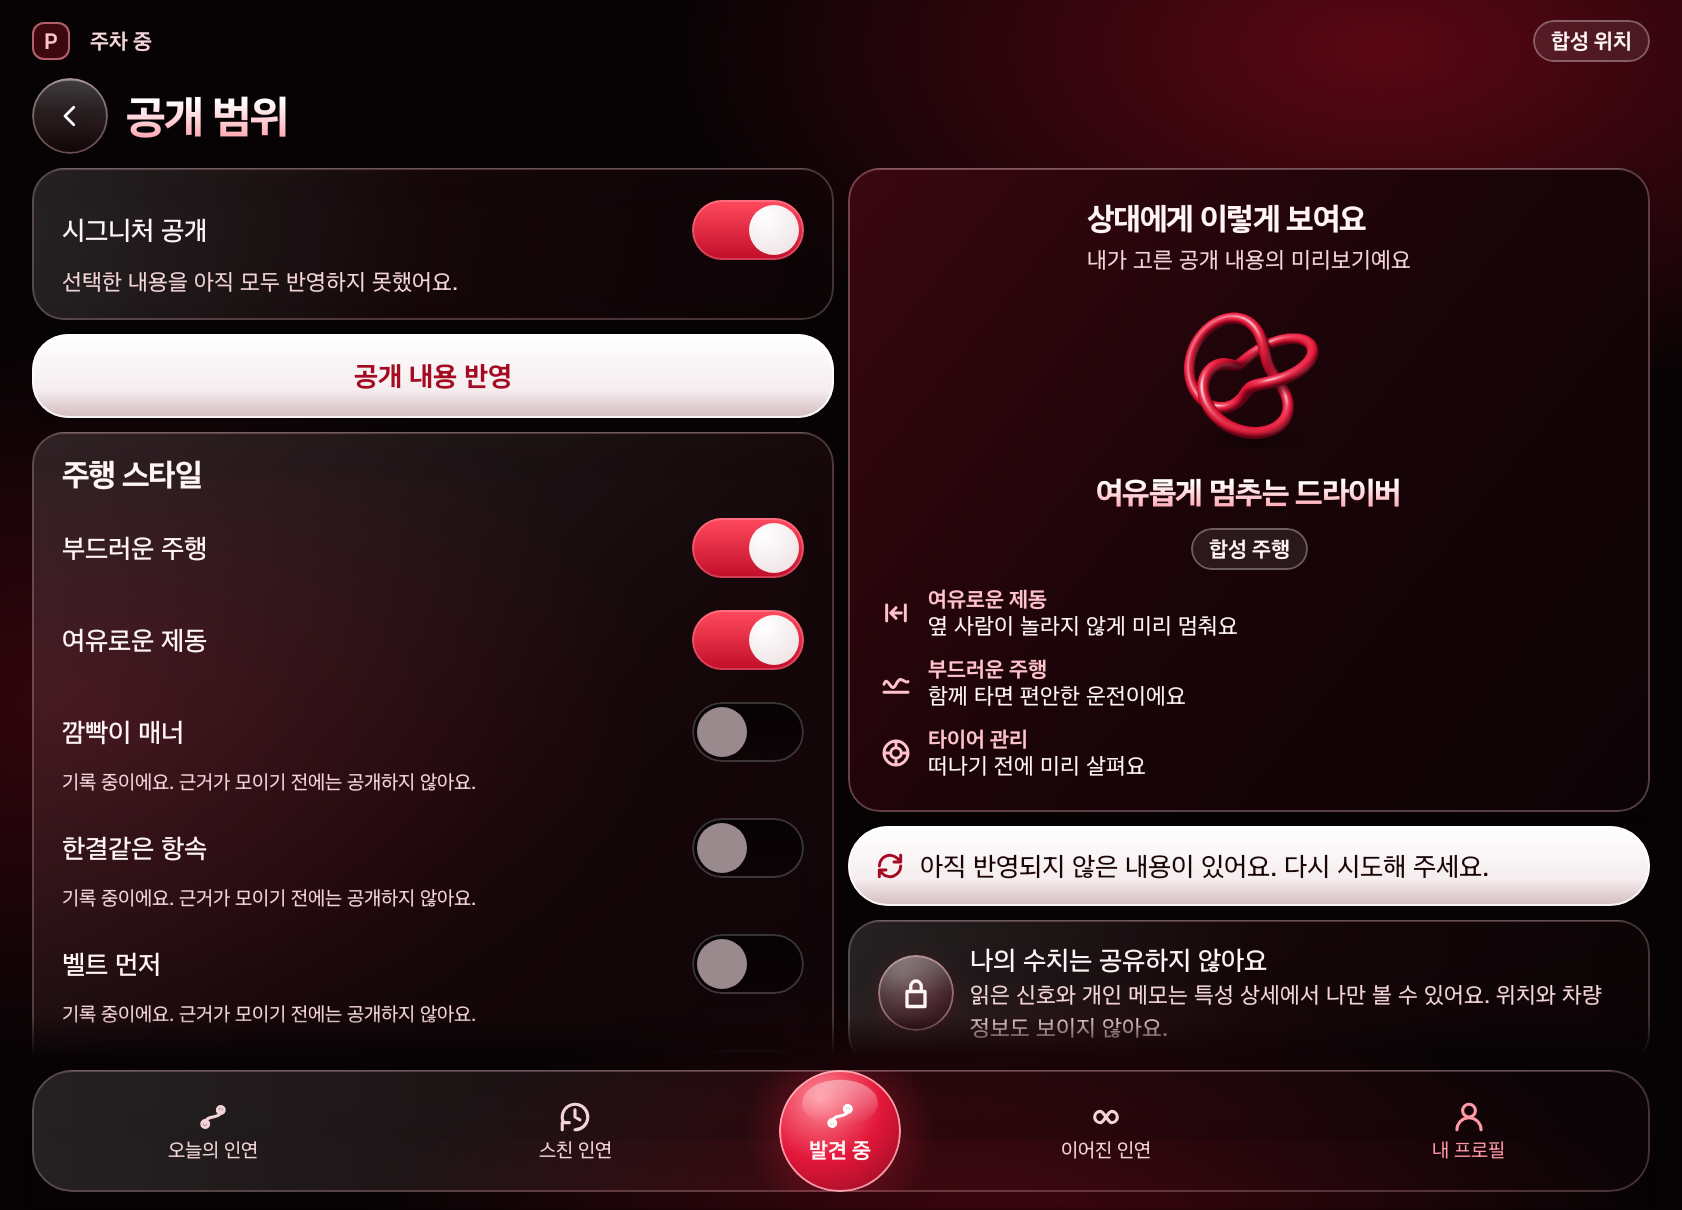 P 주차 중
합성 위치
공개 범위
시그니처 공개
선택한 내용을 아직 모두 반영하지 못했어요.
공개 내용 반영
주행 스타일
부드러운 주행
여유로운 제동
깜빡이 매너
기록 중이에요. 근거가 모이기 전에는 공개하지 않아요.
한결같은 항속
기록 중이에요. 근거가 모이기 전에는 공개하지 않아요.
벨트 먼저
기록 중이에요. 근거가 모이기 전에는 공개하지 않아요.
상대에게 이렇게 보여요
내가 고른 공개 내용의 미리보기예요
여유롭게 멈추는 드라이버
합성 주행
여유로운 제동
옆 사람이 놀라지 않게 미리 멈춰요
부드러운 주행
함께 타면 편안한 운전이에요
타이어 관리
떠나기 전에 미리 살펴요
아직 반영되지 않은 내용이 있어요. 다시 시도해 주세요.
나의 수치는 공유하지 않아요
읽은 신호와 개인 메모는 특성 상세에서 나만 볼 수 있어요. 위치와 차량
정보도 보이지 않아요.
오늘의 인연
스친 인연
발견 중
이어진 인연
내 프로필